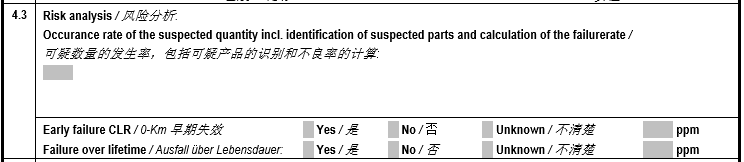 4.3 Risk analysis / 风险分析:
Occurance rate of the suspected quantity incl. identification of suspected parts and calculation of the failurerate /
可疑数量的发生率，包括可疑产品的识别和不良率的计算:
Early failure CLR / 0-Km 早期失效 Yes / 是 No / 否 Unknown / 不清楚 ppm
Failure over lifetime / Ausfall über Lebensdauer: Yes / 是 No / 否 Unknown / 不清楚 ppm